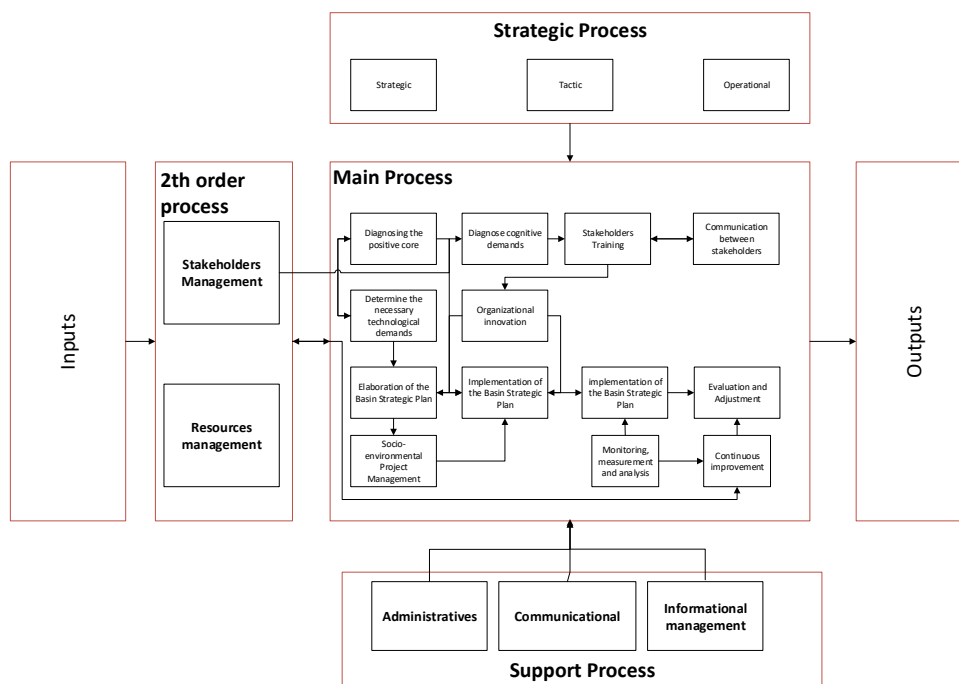 Strategic Process
Strategic
Tactic
Operational
Inputs
2th order
process
Stakeholders
Management
Resources
management
Main Process
Diagnosing the
positive core
Diagnose cognitive
demands
Stakeholders
Training
Communication
between
stakeholders
Determine the
necessary
technological
demands
Organizational
innovation
Elaboration of the
Basin Strategic Plan
Implementation of
the Basin Strategic
Plan
implementation of
the Basin Strategic
Plan
Evaluation and
Adjustment
Socio-
environmental
Project
Management
Monitoring,
measurement
and analysis
Continuous
improvement
Outputs
Administratives
Communicational
Informational
management
Support Process